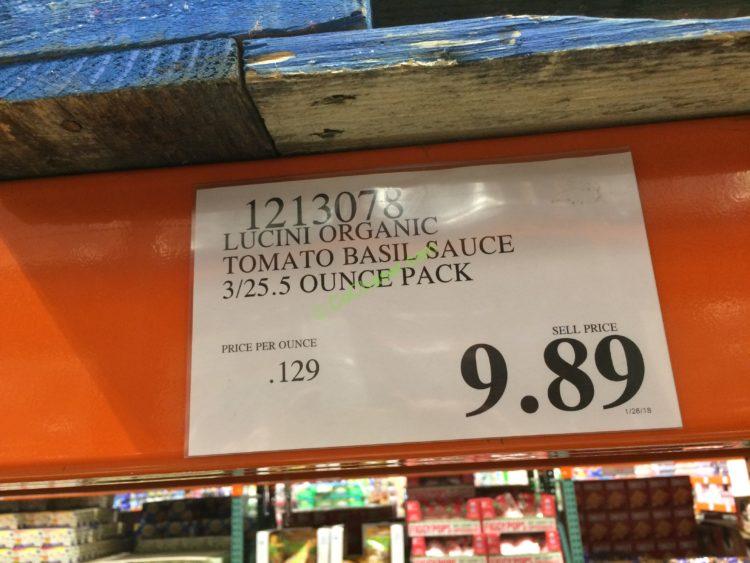 1213078
LUCINI ORGANIC
TOMATO BASIL SAUCE
3/25.5 OUNCE PACK
PRICE PER OUNCE
.129
SELL PRICE
9.89
1/26/18